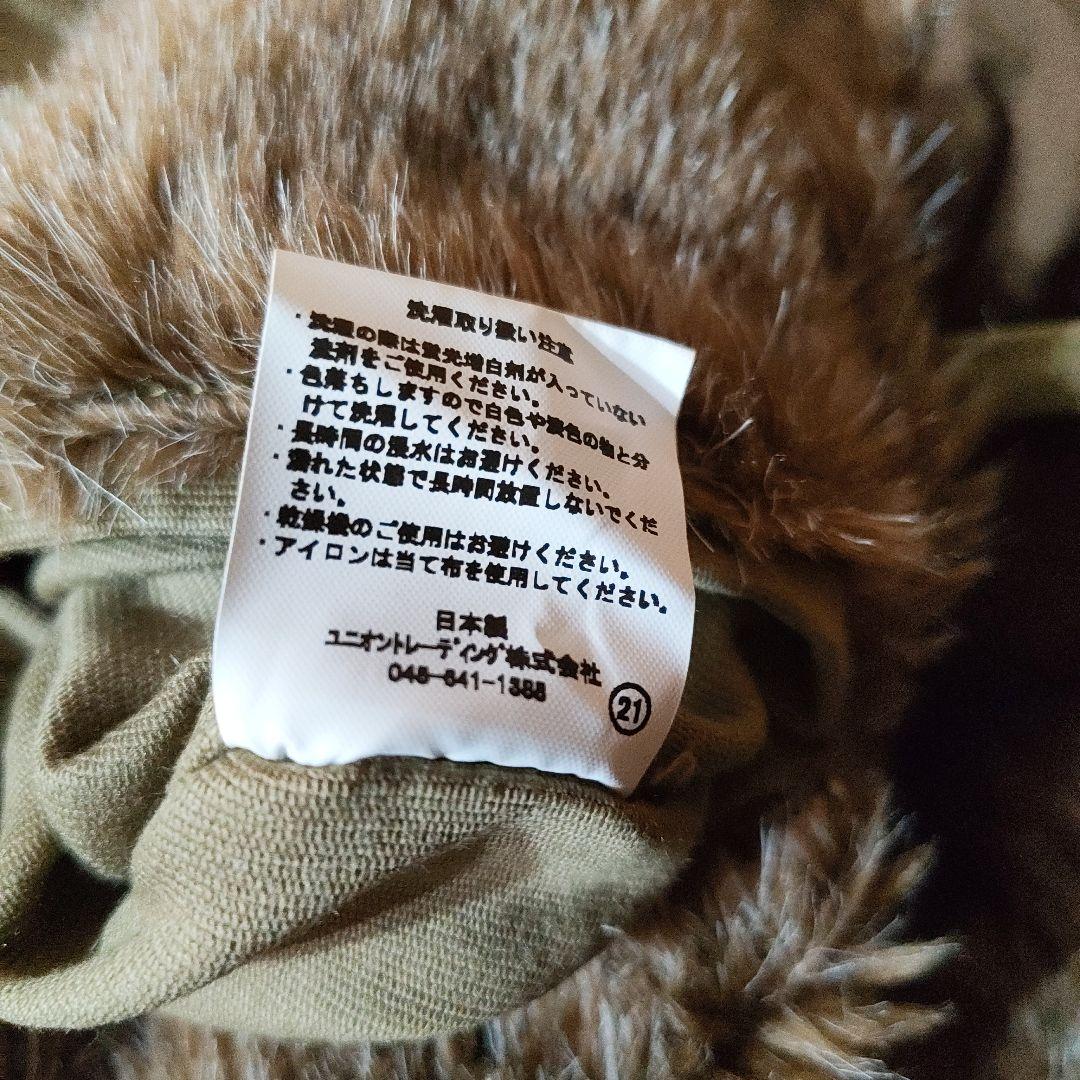 洗濯取り扱い注意
・洗濯の際は蛍光増白剤が入っていない
洗剤をご使用ください。
・色落ちしますので白色や淡色の物と分
けて洗濯してください。
・長時間の浸水はお避けください。
・濡れた状態で長時間放置しないでくだ
さい。
・乾燥機のご使用はお避けください。
・アイロンは当て布を使用してください。
日本製
ユニオントレーディング株式会社
21